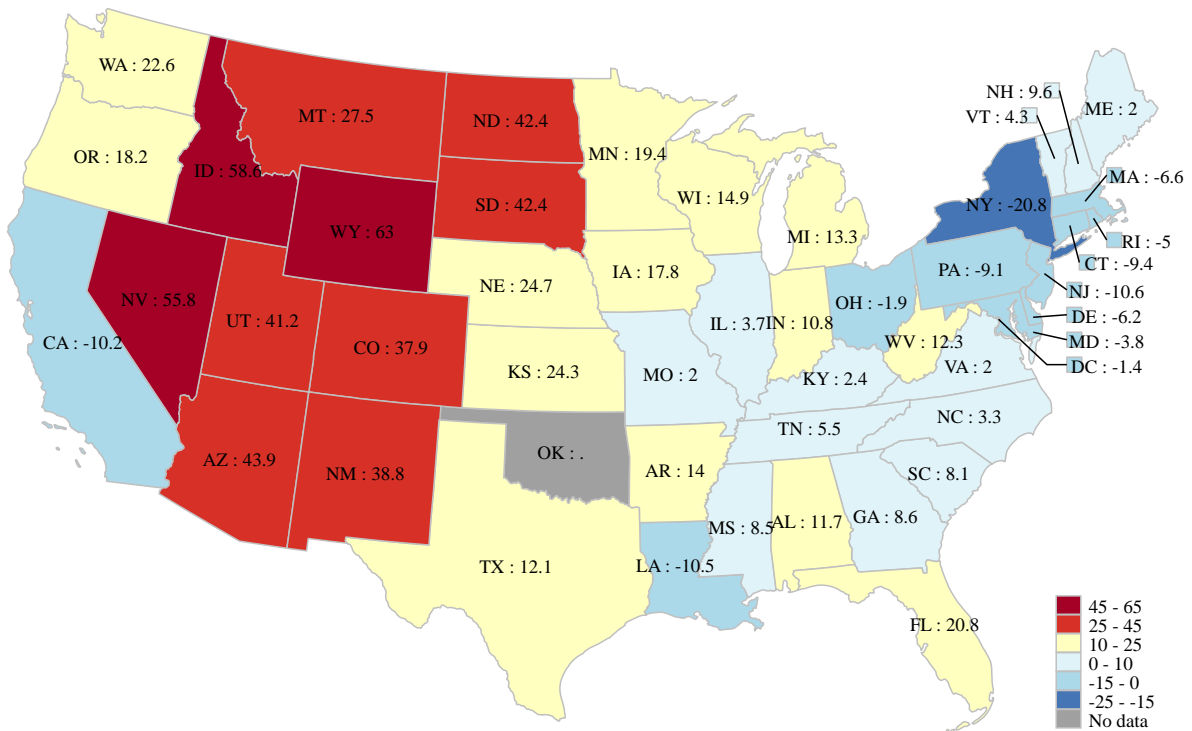 WA : 22.6
MT : 27.5
ND : 42.4
MN : 19.4
NH : 9.6
VT : 4.3
ME : 2
OR : 18.2
ID : 58.6
SD : 42.4
WI : 14.9
MA : -6.6
NY : -20.8
WY : 63
MI : 13.3
RI : -5
CT : -9.4
IA : 17.8
PA : -9.1
NE : 24.7
NV : 55.8
NJ : -10.6
OH : -1.9
UT : 41.2
IL : 3.7
IN : 10.8
DE : -6.2
CA : -10.2
CO : 37.9
WV : 12.3
MD : -3.8
KS : 24.3
MO : 2
KY : 2.4
VA : 2
DC : -1.4
NC : 3.3
TN : 5.5
AZ : 43.9
NM : 38.8
OK : .
AR : 14
SC : 8.1
MS : 8.5
AL : 11.7
GA : 8.6
TX : 12.1
LA : -10.5
FL : 20.8
45 - 65
25 - 45
10 - 25
0 - 10
-15 - 0
-25 - -15
No data